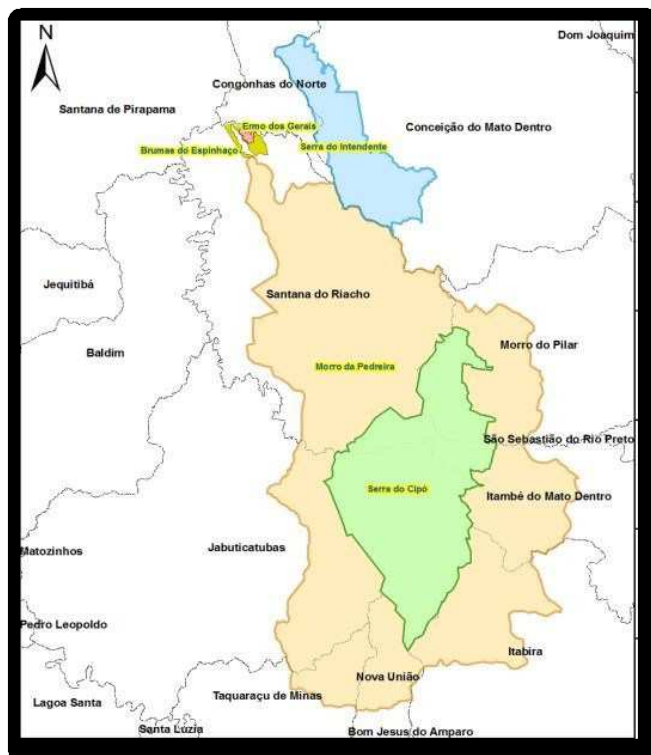 N
Dom Joaquim
Congonhas do Norte
Santana de Pirapama
Ermo dos Gerais
Conceição do Mato Dentro
Brumas do Espinhaço
Serra do Intendente
Jequitibá
Santana do Riacho
Baldim
Morro do Pilar
Morro da Pedreira
São Sebastião do Rio Preto
Serra do Cipó
Itambé do Mato Dentro
Matozinhos
Jabuticatubas
Pedro Leopoldo
Itabira
Nova União
Taquaraçu de Minas
Lagoa Santa
Santa Lúzia
Bom Jesus do Amparo